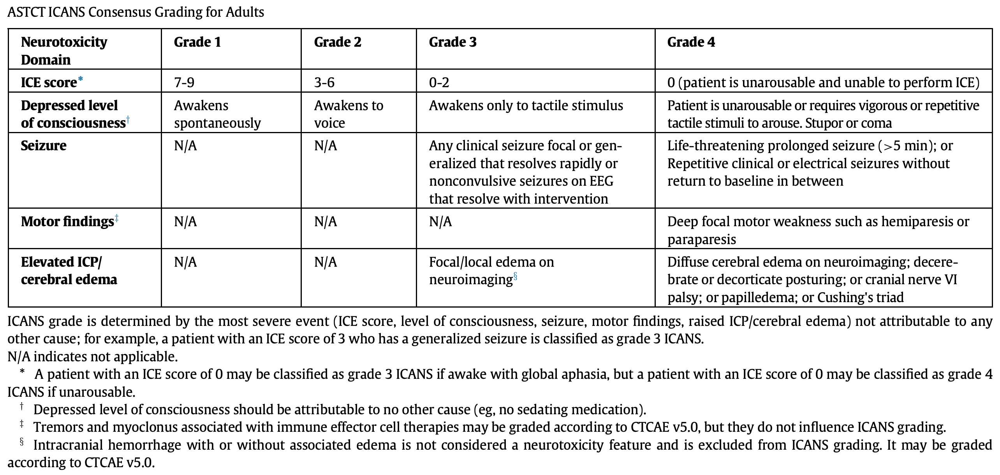 ASTCT ICANS Consensus Grading for Adults
Neurotoxicity
Domain
Grade 1
Grade 2
Grade 3
Grade 4
ICE score*
7-9
3-6
0-2
0 (patient is unarousable and unable to perform ICE)
Depressed level
of consciousness†
Awakens
spontaneously
Awakens to
voice
Awakens only to tactile stimulus
Patient is unarousable or requires vigorous or repetitive
tactile stimuli to arouse. Stupor or coma
Seizure
N/A
N/A
Any clinical seizure focal or gen-
eralized that resolves rapidly or
nonconvulsive seizures on EEG
that resolve with intervention
Life-threatening prolonged seizure (>5 min); or
Repetitive clinical or electrical seizures without
return to baseline in between
Motor findings‡
N/A
N/A
N/A
Deep focal motor weakness such as hemiparesis or
paraparesis
Elevated ICP/
cerebral edema
N/A
N/A
Focal/local edema on
neuroimaging§
Diffuse cerebral edema on neuroimaging; decere-
brate or decorticate posturing; or cranial nerve VI
palsy; or papilledema; or Cushing's triad
ICANS grade is determined by the most severe event (ICE score, level of consciousness, seizure, motor findings, raised ICP/cerebral edema) not attributable to any
other cause; for example, a patient with an ICE score of 3 who has a generalized seizure is classified as grade 3 ICANS.
N/A indicates not applicable.
* A patient with an ICE score of 0 may be classified as grade 3 ICANS if awake with global aphasia, but a patient with an ICE score of 0 may be classified as grade 4
ICANS if unarousable.
† Depressed level of consciousness should be attributable to no other cause (eg, no sedating medication).
‡ Tremors and myoclonus associated with immune effector cell therapies may be graded according to CTCAE v5.0, but they do not influence ICANS grading.
§ Intracranial hemorrhage with or without associated edema is not considered a neurotoxicity feature and is excluded from ICANS grading. It may be graded
according to CTCAE v5.0.